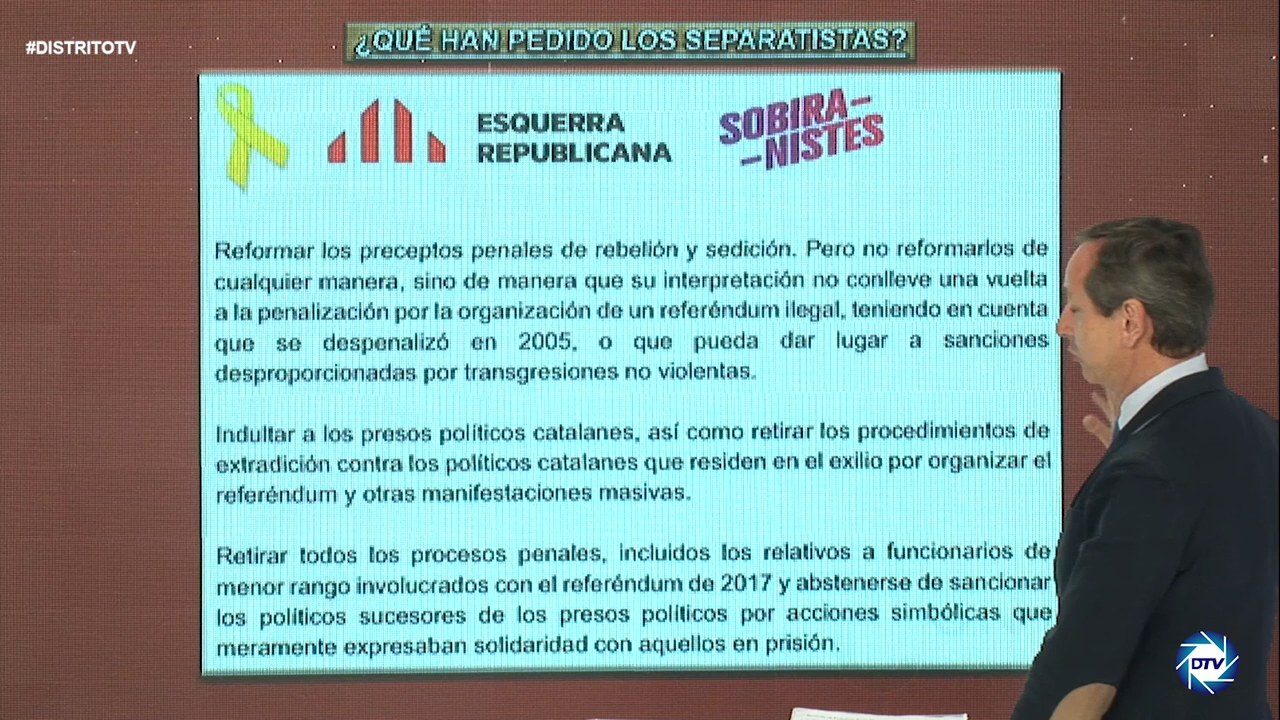 #DISTRITOTV
¿QUÉ HAN PEDIDO LOS SEPARATISTAS?
ESQUERRA
REPUBLICANA
SOBIRA-
-NISTES
Reformar los preceptos penales de rebelión y sedición. Pero no reformarlos de
cualquier manera, sino de manera que su interpretación no conlleve una vuelta
a la penalización por la organización de un referéndum ilegal, teniendo en cuenta
que se despenalizó en 2005, o que pueda dar lugar a sanciones
desproporcionadas por transgresiones no violentas.
Indultar a los presos políticos catalanes, así como retirar los procedimientos de
extradición contra los políticos catalanes que residen en el exilio por organizar el
referéndum y otras manifestaciones masivas.
Retirar todos los procesos penales, incluidos los relativos a funcionarios de
menor rango involucrados con el referéndum de 2017 y abstenerse de sancionar
los políticos sucesores de los presos políticos por acciones simbólicas que
meramente expresaban solidaridad con aquellos en prisión.
DTV